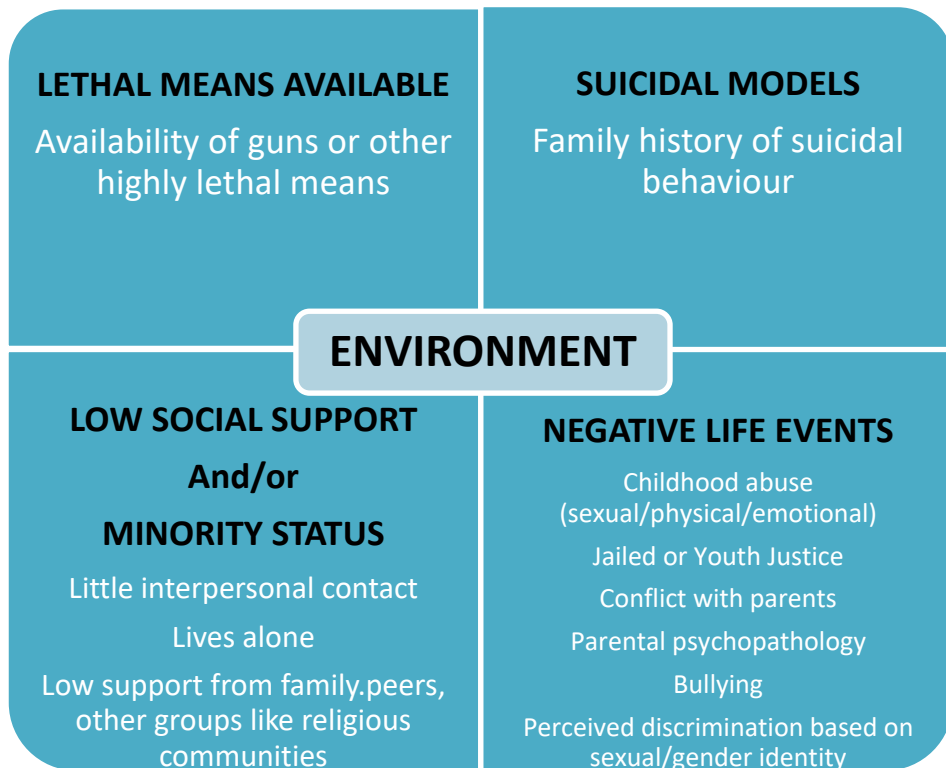 LETHAL MEANS AVAILABLE
Availability of guns or other
highly lethal means
SUICIDAL MODELS
Family history of suicidal
behaviour
ENVIRONMENT
LOW SOCIAL SUPPORT
And/or
MINORITY STATUS
Little interpersonal contact
Lives alone
Low support from family.peers,
other groups like religious
communities
NEGATIVE LIFE EVENTS
Childhood abuse
(sexual/physical/emotional)
Jailed or Youth Justice
Conflict with parents
Parental psychopathology
Bullying
Perceived discrimination based on
sexual/gender identity